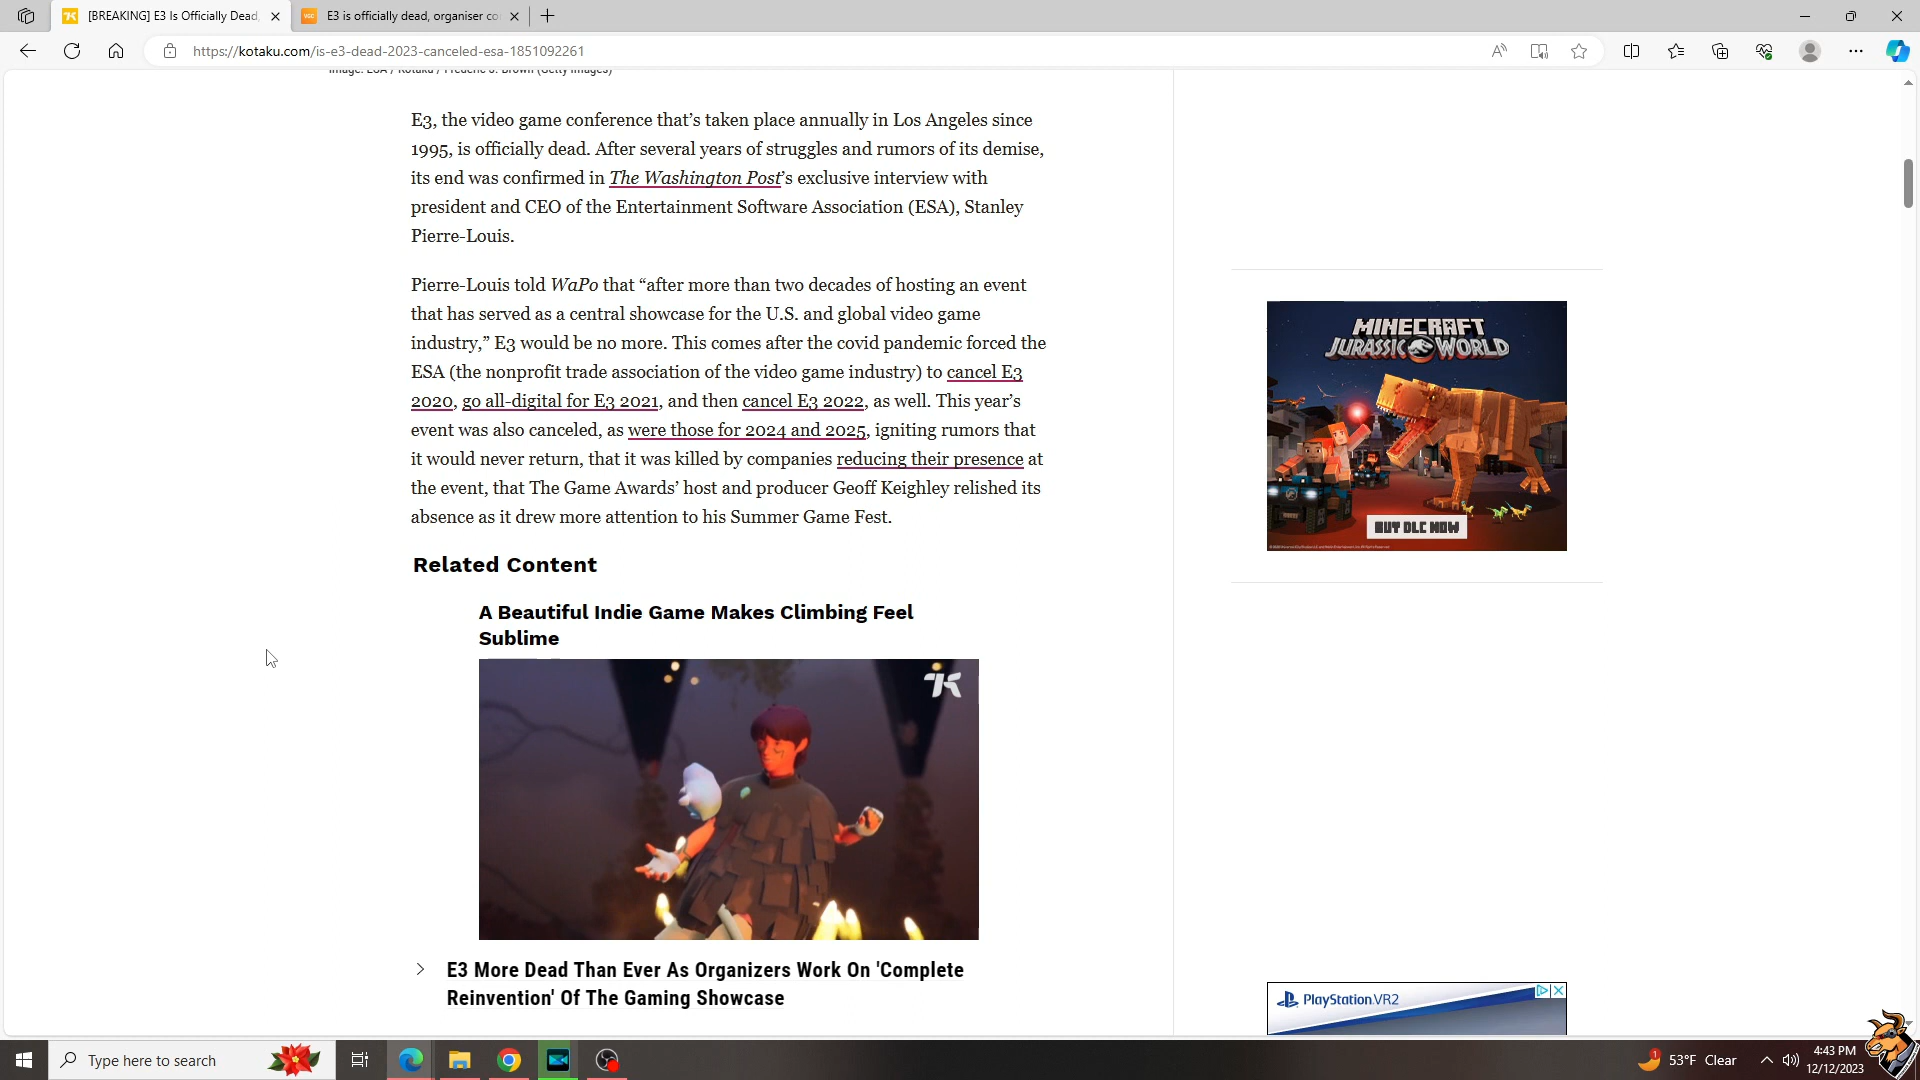 [BREAKING] E3 Is Officially Dead,
E3 is officially dead, organiser co
https://kotaku.com/is-e3-dead-2023-canceled-esa-1851092261
Image: ESA / Kotaku / Frederic J. Brown (Getty Images)
E3, the video game conference that’s taken place annually in Los Angeles since
1995, is officially dead. After several years of struggles and rumors of its demise,
its end was confirmed in The Washington Post’s exclusive interview with
president and CEO of the Entertainment Software Association (ESA), Stanley
Pierre-Louis.
Pierre-Louis told WaPo that “after more than two decades of hosting an event
that has served as a central showcase for the U.S. and global video game
industry,” E3 would be no more. This comes after the covid pandemic forced the
ESA (the nonprofit trade association of the video game industry) to cancel E3
2020, go all-digital for E3 2021, and then cancel E3 2022, as well. This year’s
event was also canceled, as were those for 2024 and 2025, igniting rumors that
it would never return, that it was killed by companies reducing their presence at
the event, that The Game Awards’ host and producer Geoff Keighley relished its
absence as it drew more attention to his Summer Game Fest.
Related Content
A Beautiful Indie Game Makes Climbing Feel
Sublime
E3 More Dead Than Ever As Organizers Work On 'Complete
Reinvention' Of The Gaming Showcase
MINECRAFT
JURASSIC WORLD
BUY DLC NOW
PlayStation.VR2
Type here to search
1
53°F Clear
4:43 PM
12/12/2023